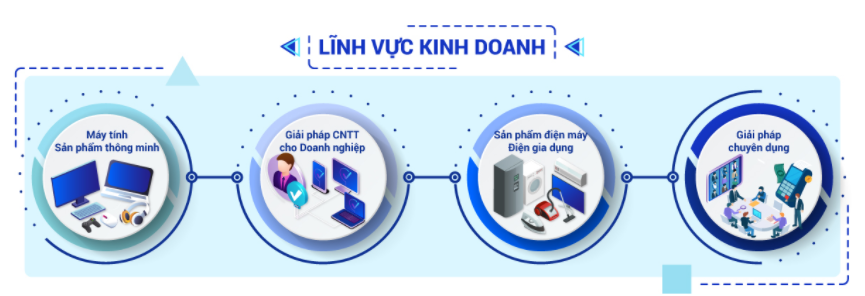 LĨNH VỰC KINH DOANH
Máy tính
Sản phẩm thông minh
Giải pháp CNTT
cho Doanh nghiệp
Sản phẩm điện máy
Điện gia dụng
Giải pháp
chuyên dụng